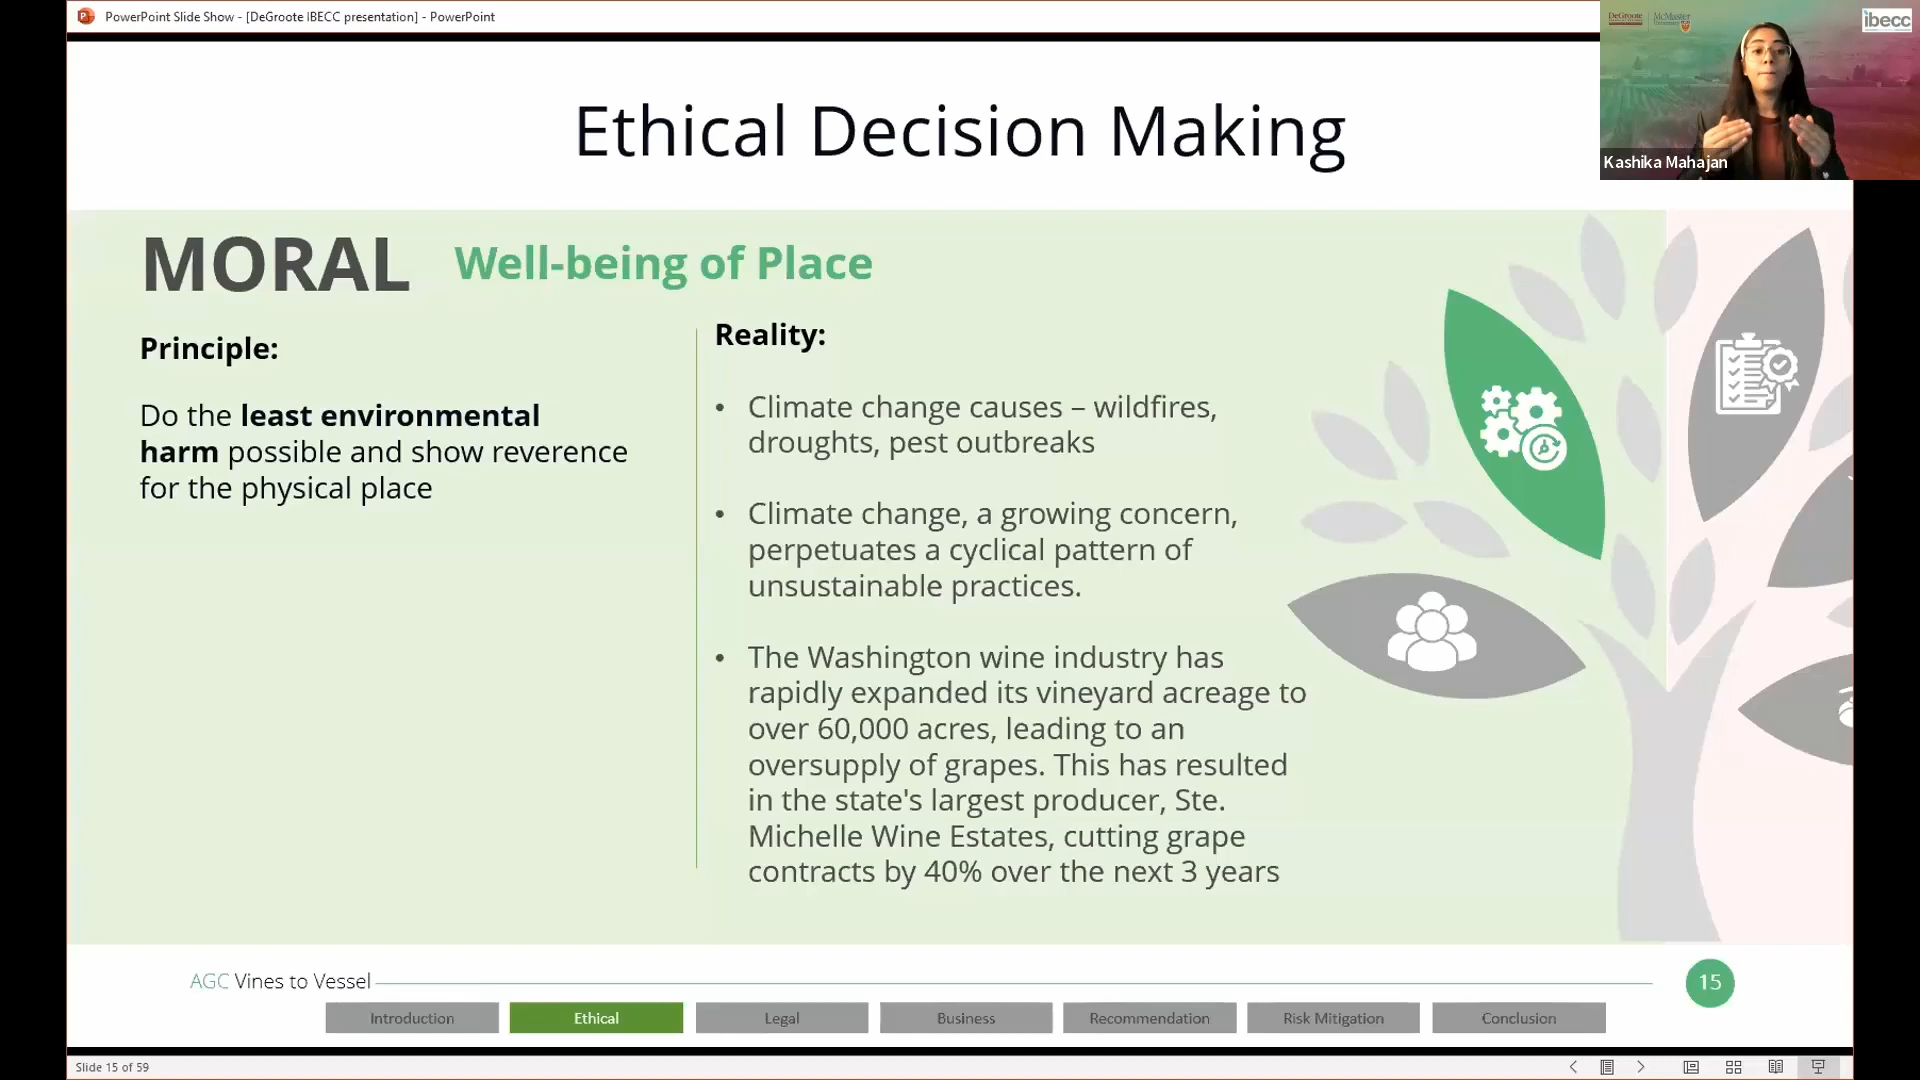 PowerPoint Slide Show - [DeGroote IBECC presentation] - PowerPoint
DeGroote
McMaster
University
ibecc
Kashika Mahajan
Ethical Decision Making
MORAL Well-being of Place
Principle:
Do the least environmental
harm possible and show reverence
for the physical place
Reality:
• Climate change causes – wildfires,
droughts, pest outbreaks
• Climate change, a growing concern,
perpetuates a cyclical pattern of
unsustainable practices.
• The Washington wine industry has
rapidly expanded its vineyard acreage to
over 60,000 acres, leading to an
oversupply of grapes. This has resulted
in the state's largest producer, Ste.
Michelle Wine Estates, cutting grape
contracts by 40% over the next 3 years
AGC Vines to Vessel
15
Introduction Ethical Legal Business Recommendation Risk Mitigation Conclusion
Slide 15 of 59